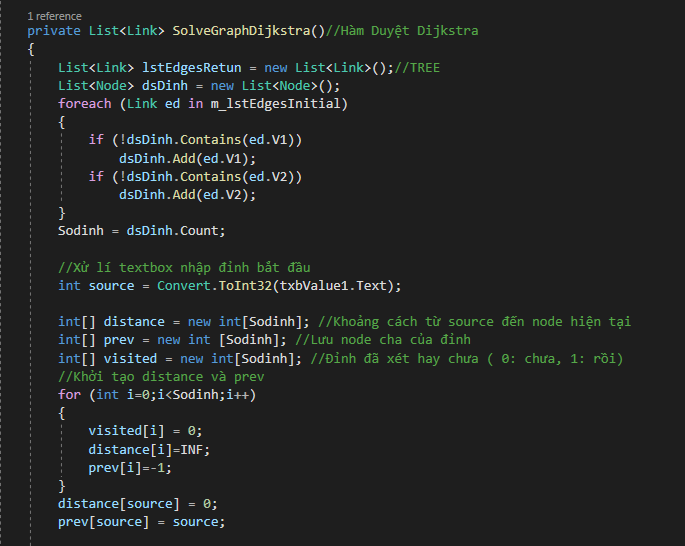 1 reference
private List<Link> SolveGraphDijkstra()//Hàm Duyệt Dijkstra
{
List<Link> lstEdgesRetun = new List<Link>();//TREE
List<Node> dsDinh = new List<Node>();
foreach (Link ed in m_lstEdgesInitial)
{
if (!dsDinh.Contains(ed.V1))
dsDinh.Add(ed.V1);
if (!dsDinh.Contains(ed.V2))
dsDinh.Add(ed.V2);
}
Sodinh = dsDinh.Count;
//Xử lí textbox nhập đỉnh bắt đầu
int source = Convert.ToInt32(txbValue1.Text);
int[] distance = new int[Sodinh]; //Khoảng cách từ source đến node hiện tại
int[] prev = new int [Sodinh]; //Lưu node cha của đỉnh
int[] visited = new int[Sodinh]; //Đỉnh đã xét hay chưa ( 0: chưa, 1: rồi)
//Khởi tạo distance và prev
for (int i=0;i<Sodinh;i++)
{
visited[i] = 0;
distance[i]=INF;
prev[i]=-1;
}
distance[source] = 0;
prev[source] = source;